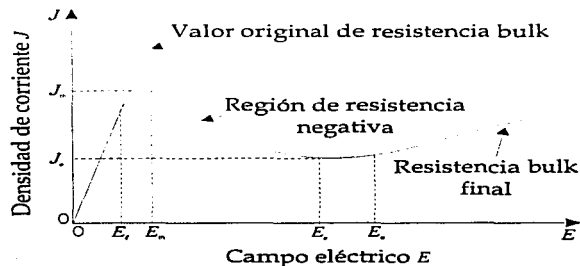 J
Valor original de resistencia bulk
Densidad de corriente J
Región de resistencia
negativa
Resistencia bulk
final
O
O
E
Campo eléctrico E